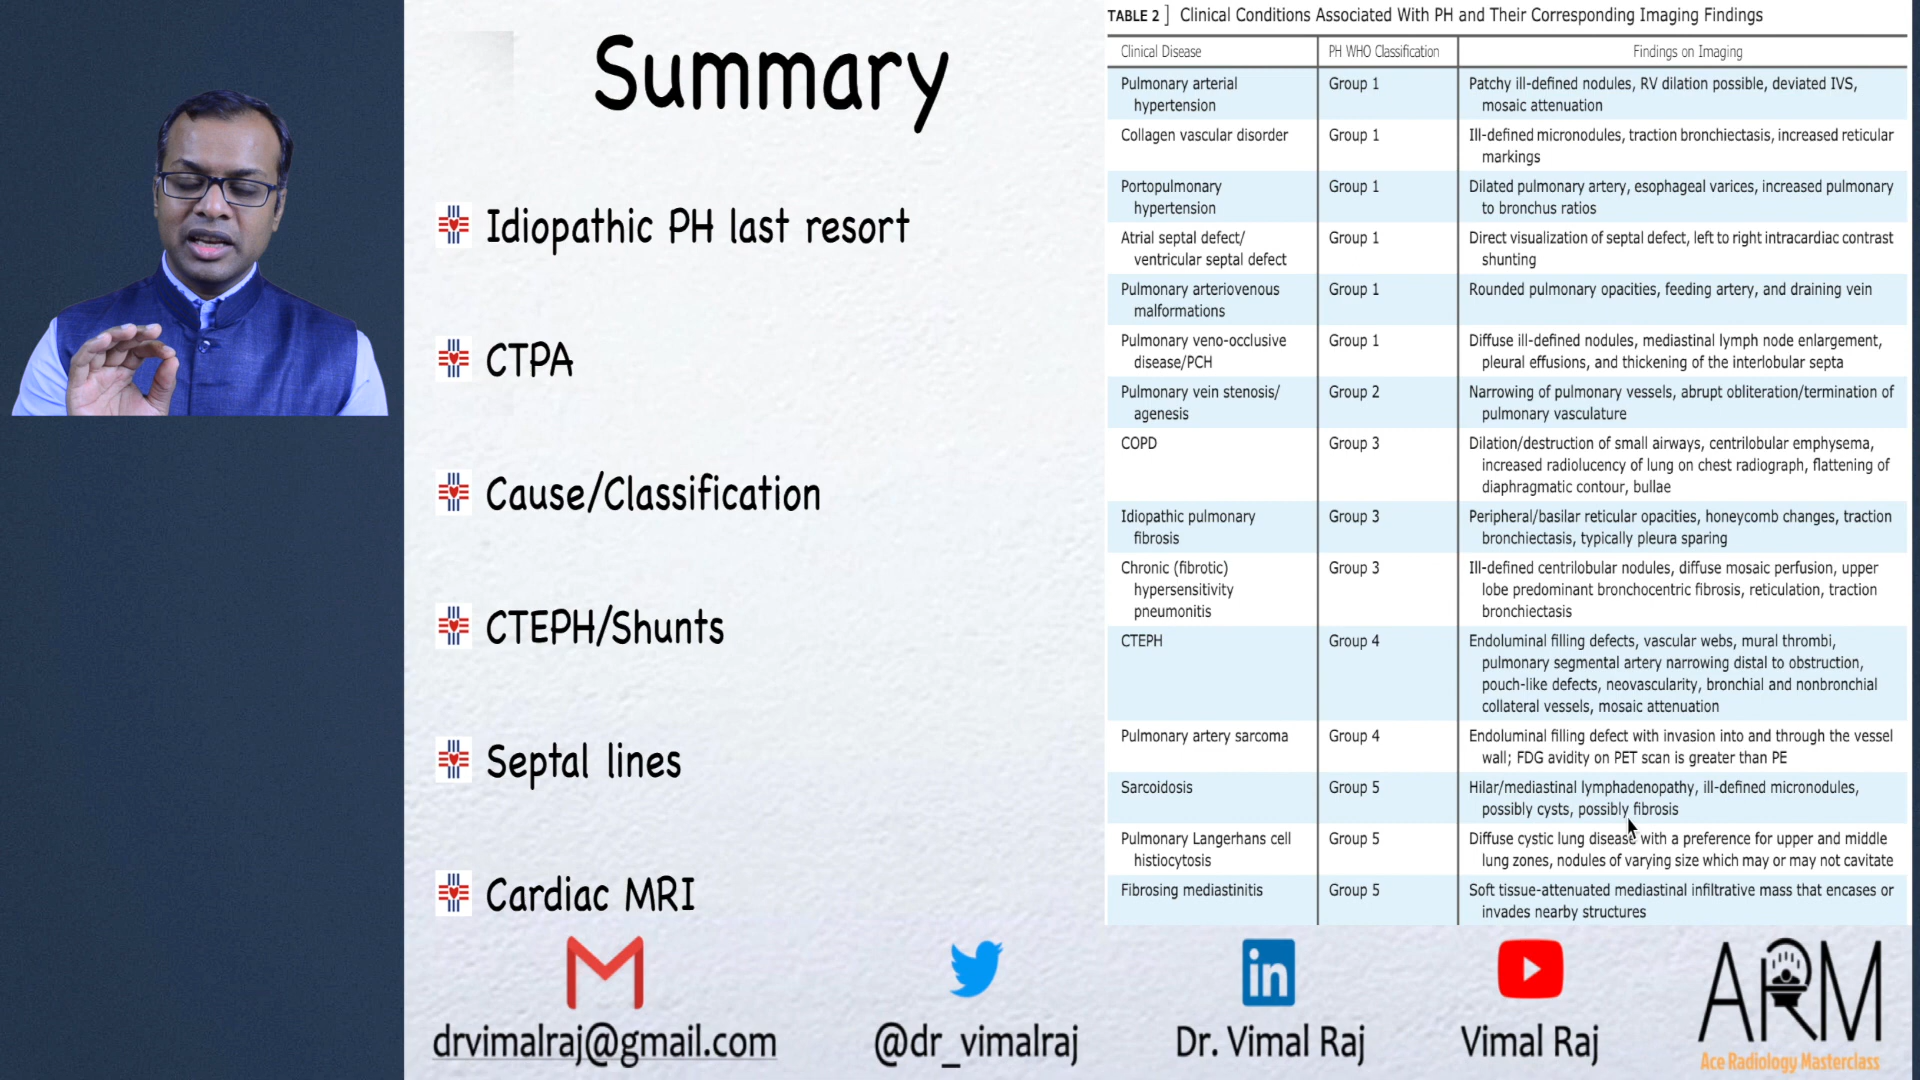 Summary
Idiopathic PH last resort
CTPA
Cause/Classification
CTEPH/Shunts
Septal lines
Cardiac MRI
TABLE 2 ] Clinical Conditions Associated With PH and Their Corresponding Imaging Findings
Clinical Disease PH WHO Classification Findings on Imaging
Pulmonary arterial Group 1 Patchy ill-defined nodules, RV dilation possible, deviated IVS,
hypertension mosaic attenuation
Collagen vascular disorder Group 1 Ill-defined micronodules, traction bronchiectasis, increased reticular
markings
Portopulmonary Group 1 Dilated pulmonary artery, esophageal varices, increased pulmonary
hypertension to bronchus ratios
Atrial septal defect/ Group 1 Direct visualization of septal defect, left to right intracardiac contrast
ventricular septal defect shunting
Pulmonary arteriovenous Group 1 Rounded pulmonary opacities, feeding artery, and draining vein
malformations
Pulmonary veno-occlusive Group 1 Diffuse ill-defined nodules, mediastinal lymph node enlargement,
disease/PCH pleural effusions, and thickening of the interlobular septa
Pulmonary vein stenosis/ Group 2 Narrowing of pulmonary vessels, abrupt obliteration/termination of
agenesis pulmonary vasculature
COPD Group 3 Dilation/destruction of small airways, centrilobular emphysema,
increased radiolucency of lung on chest radiograph, flattening of
diaphragmatic contour, bullae
Idiopathic pulmonary Group 3 Peripheral/basilar reticular opacities, honeycomb changes, traction
fibrosis bronchiectasis, typically pleura sparing
Chronic (fibrotic) Group 3 Ill-defined centrilobular nodules, diffuse mosaic perfusion, upper
hypersensitivity lobe predominant bronchocentric fibrosis, reticulation, traction
pneumonitis bronchiectasis
CTEPH Group 4 Endoluminal filling defects, vascular webs, mural thrombi,
pulmonary segmental artery narrowing distal to obstruction,
pouch-like defects, neovascularity, bronchial and nonbronchial
collateral vessels, mosaic attenuation
Pulmonary artery sarcoma Group 4 Endoluminal filling defect with invasion into and through the vessel
wall; FDG avidity on PET scan is greater than PE
Sarcoidosis Group 5 Hilar/mediastinal lymphadenopathy, ill-defined micronodules,
possibly cysts, possibly fibrosis
Pulmonary Langerhans cell Group 5 Diffuse cystic lung disease with a preference for upper and middle
histiocytosis lung zones, nodules of varying size which may or may not cavitate
Fibrosing mediastinitis Group 5 Soft tissue-attenuated mediastinal infiltrative mass that encases or
invades nearby structures
drvimalraj@gmail.com @dr_vimalraj Dr. Vimal Raj Vimal Raj
ARM
Ace Radiology Masterclass